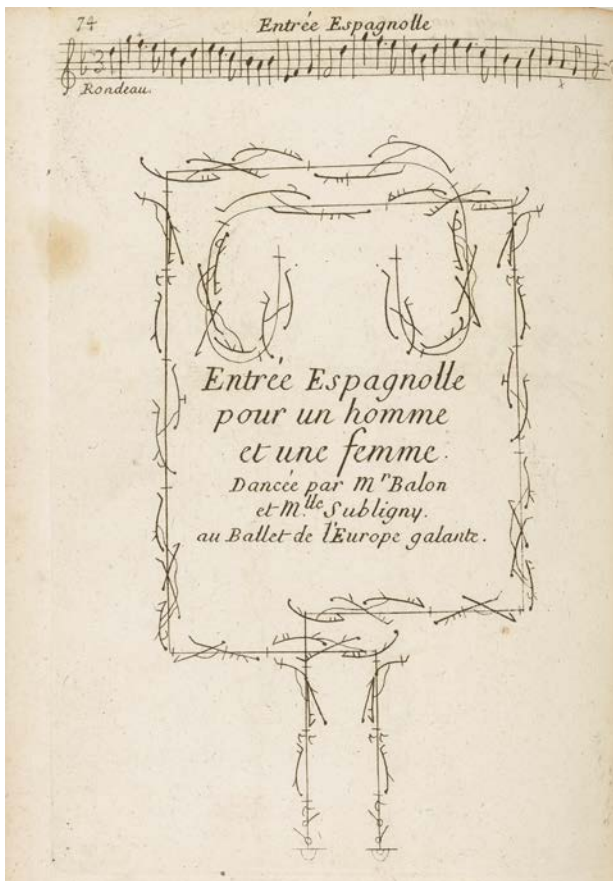 74
Entrée Espagnolle
Rondeau.
Entrée Espagnolle
pour un homme
et une femme.
Dancée par Mr Balon
et Mlle Subligny.
au Ballet de l'Europe galante.